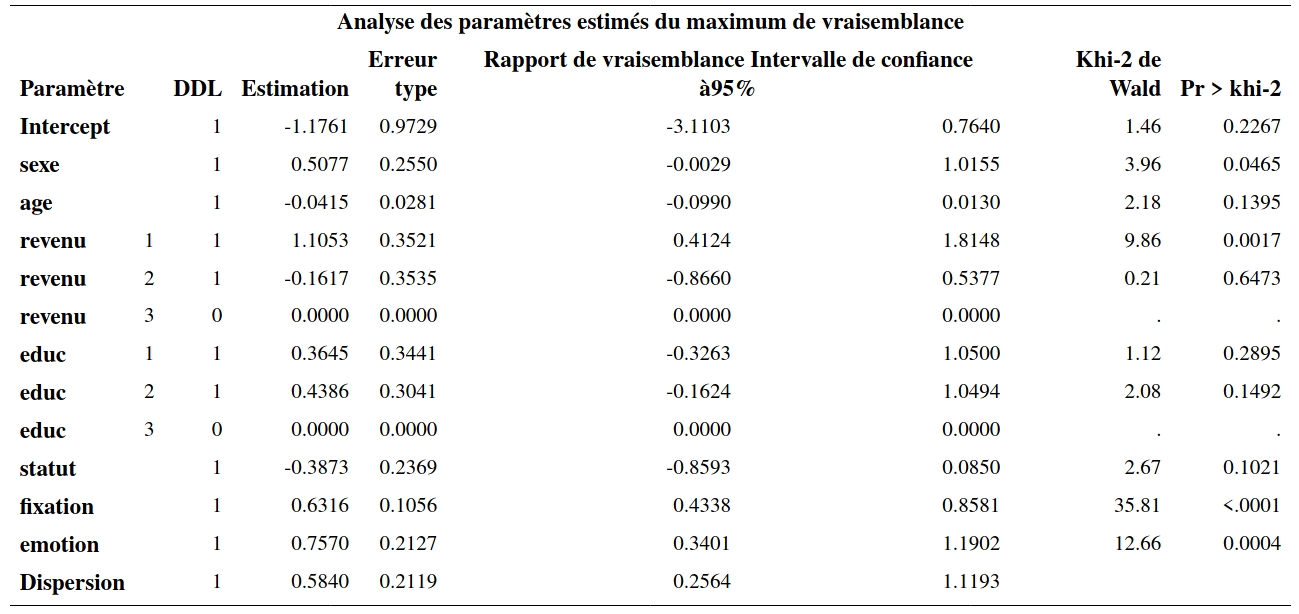 Analyse des paramètres estimés du maximum de vraisemblance
Paramètre DDL Estimation Erreur type Rapport de vraisemblance Intervalle de confiance à95% Khi-2 de Wald Pr > khi-2
Intercept 1 -1.1761 0.9729 -3.1103 0.7640 1.46 0.2267
sexe 1 0.5077 0.2550 -0.0029 1.0155 3.96 0.0465
age 1 -0.0415 0.0281 -0.0990 0.0130 2.18 0.1395
revenu 1 1 1.1053 0.3521 0.4124 1.8148 9.86 0.0017
revenu 2 1 -0.1617 0.3535 -0.8660 0.5377 0.21 0.6473
revenu 3 0 0.0000 0.0000 0.0000 0.0000 . .
educ 1 1 0.3645 0.3441 -0.3263 1.0500 1.12 0.2895
educ 2 1 0.4386 0.3041 -0.1624 1.0494 2.08 0.1492
educ 3 0 0.0000 0.0000 0.0000 0.0000 . .
statut 1 -0.3873 0.2369 -0.8593 0.0850 2.67 0.1021
fixation 1 0.6316 0.1056 0.4338 0.8581 35.81 <.0001
emotion 1 0.7570 0.2127 0.3401 1.1902 12.66 0.0004
Dispersion 1 0.5840 0.2119 0.2564 1.1193